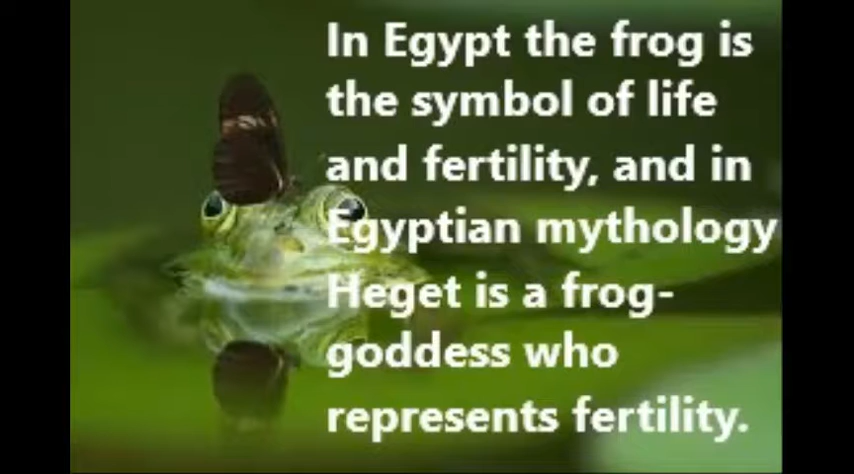 In Egypt the frog is
the symbol of life
and fertility, and in
Egyptian mythology
Heget is a frog-
goddess who
represents fertility.